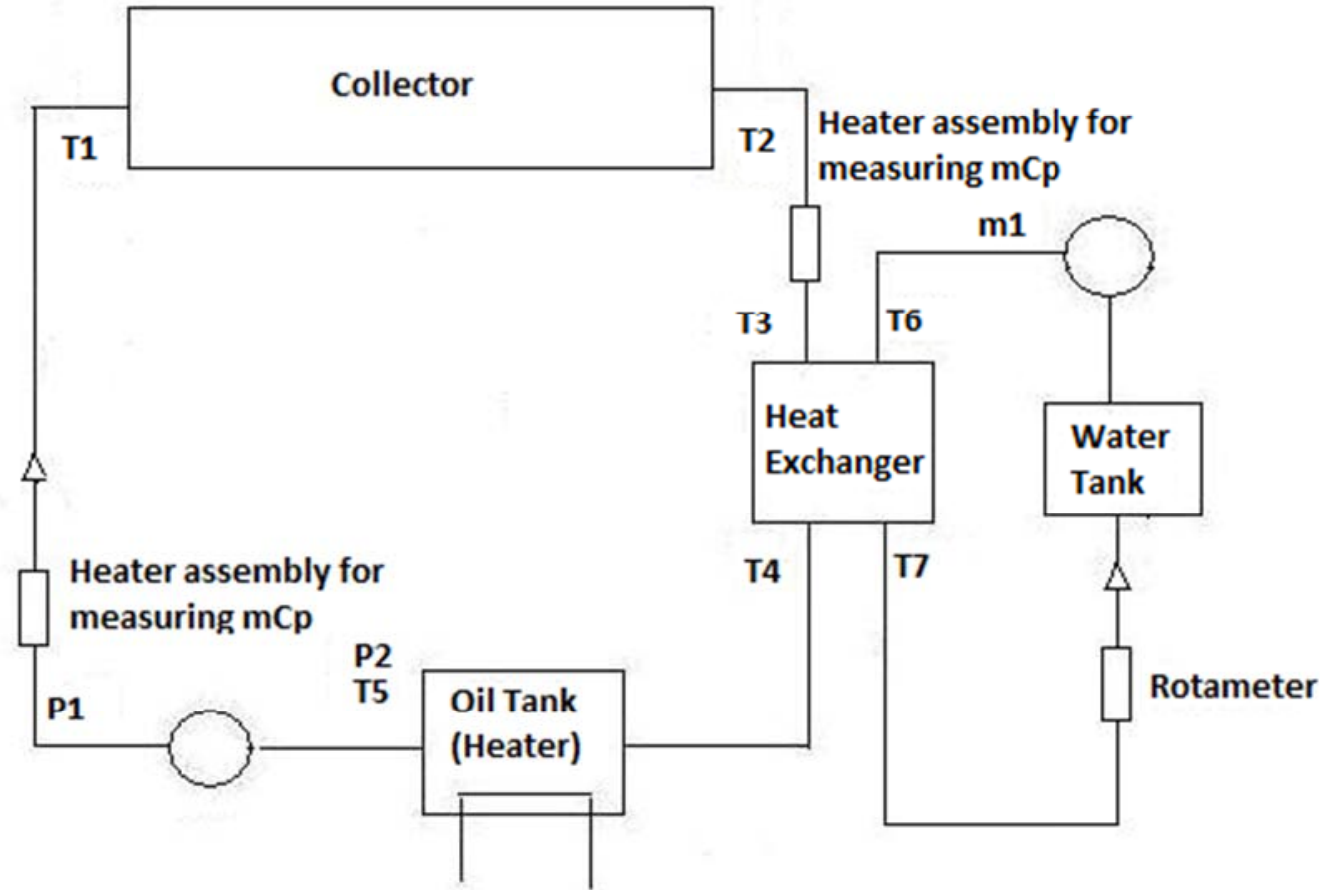 Collector
T1
T2
Heater assembly for
measuring mCp
m1
T3
T6
Heat
Exchanger
Water
Tank
T4
T7
Heater assembly for
measuring mCp
P2
T5
P1
Oil Tank
(Heater)
Rotameter